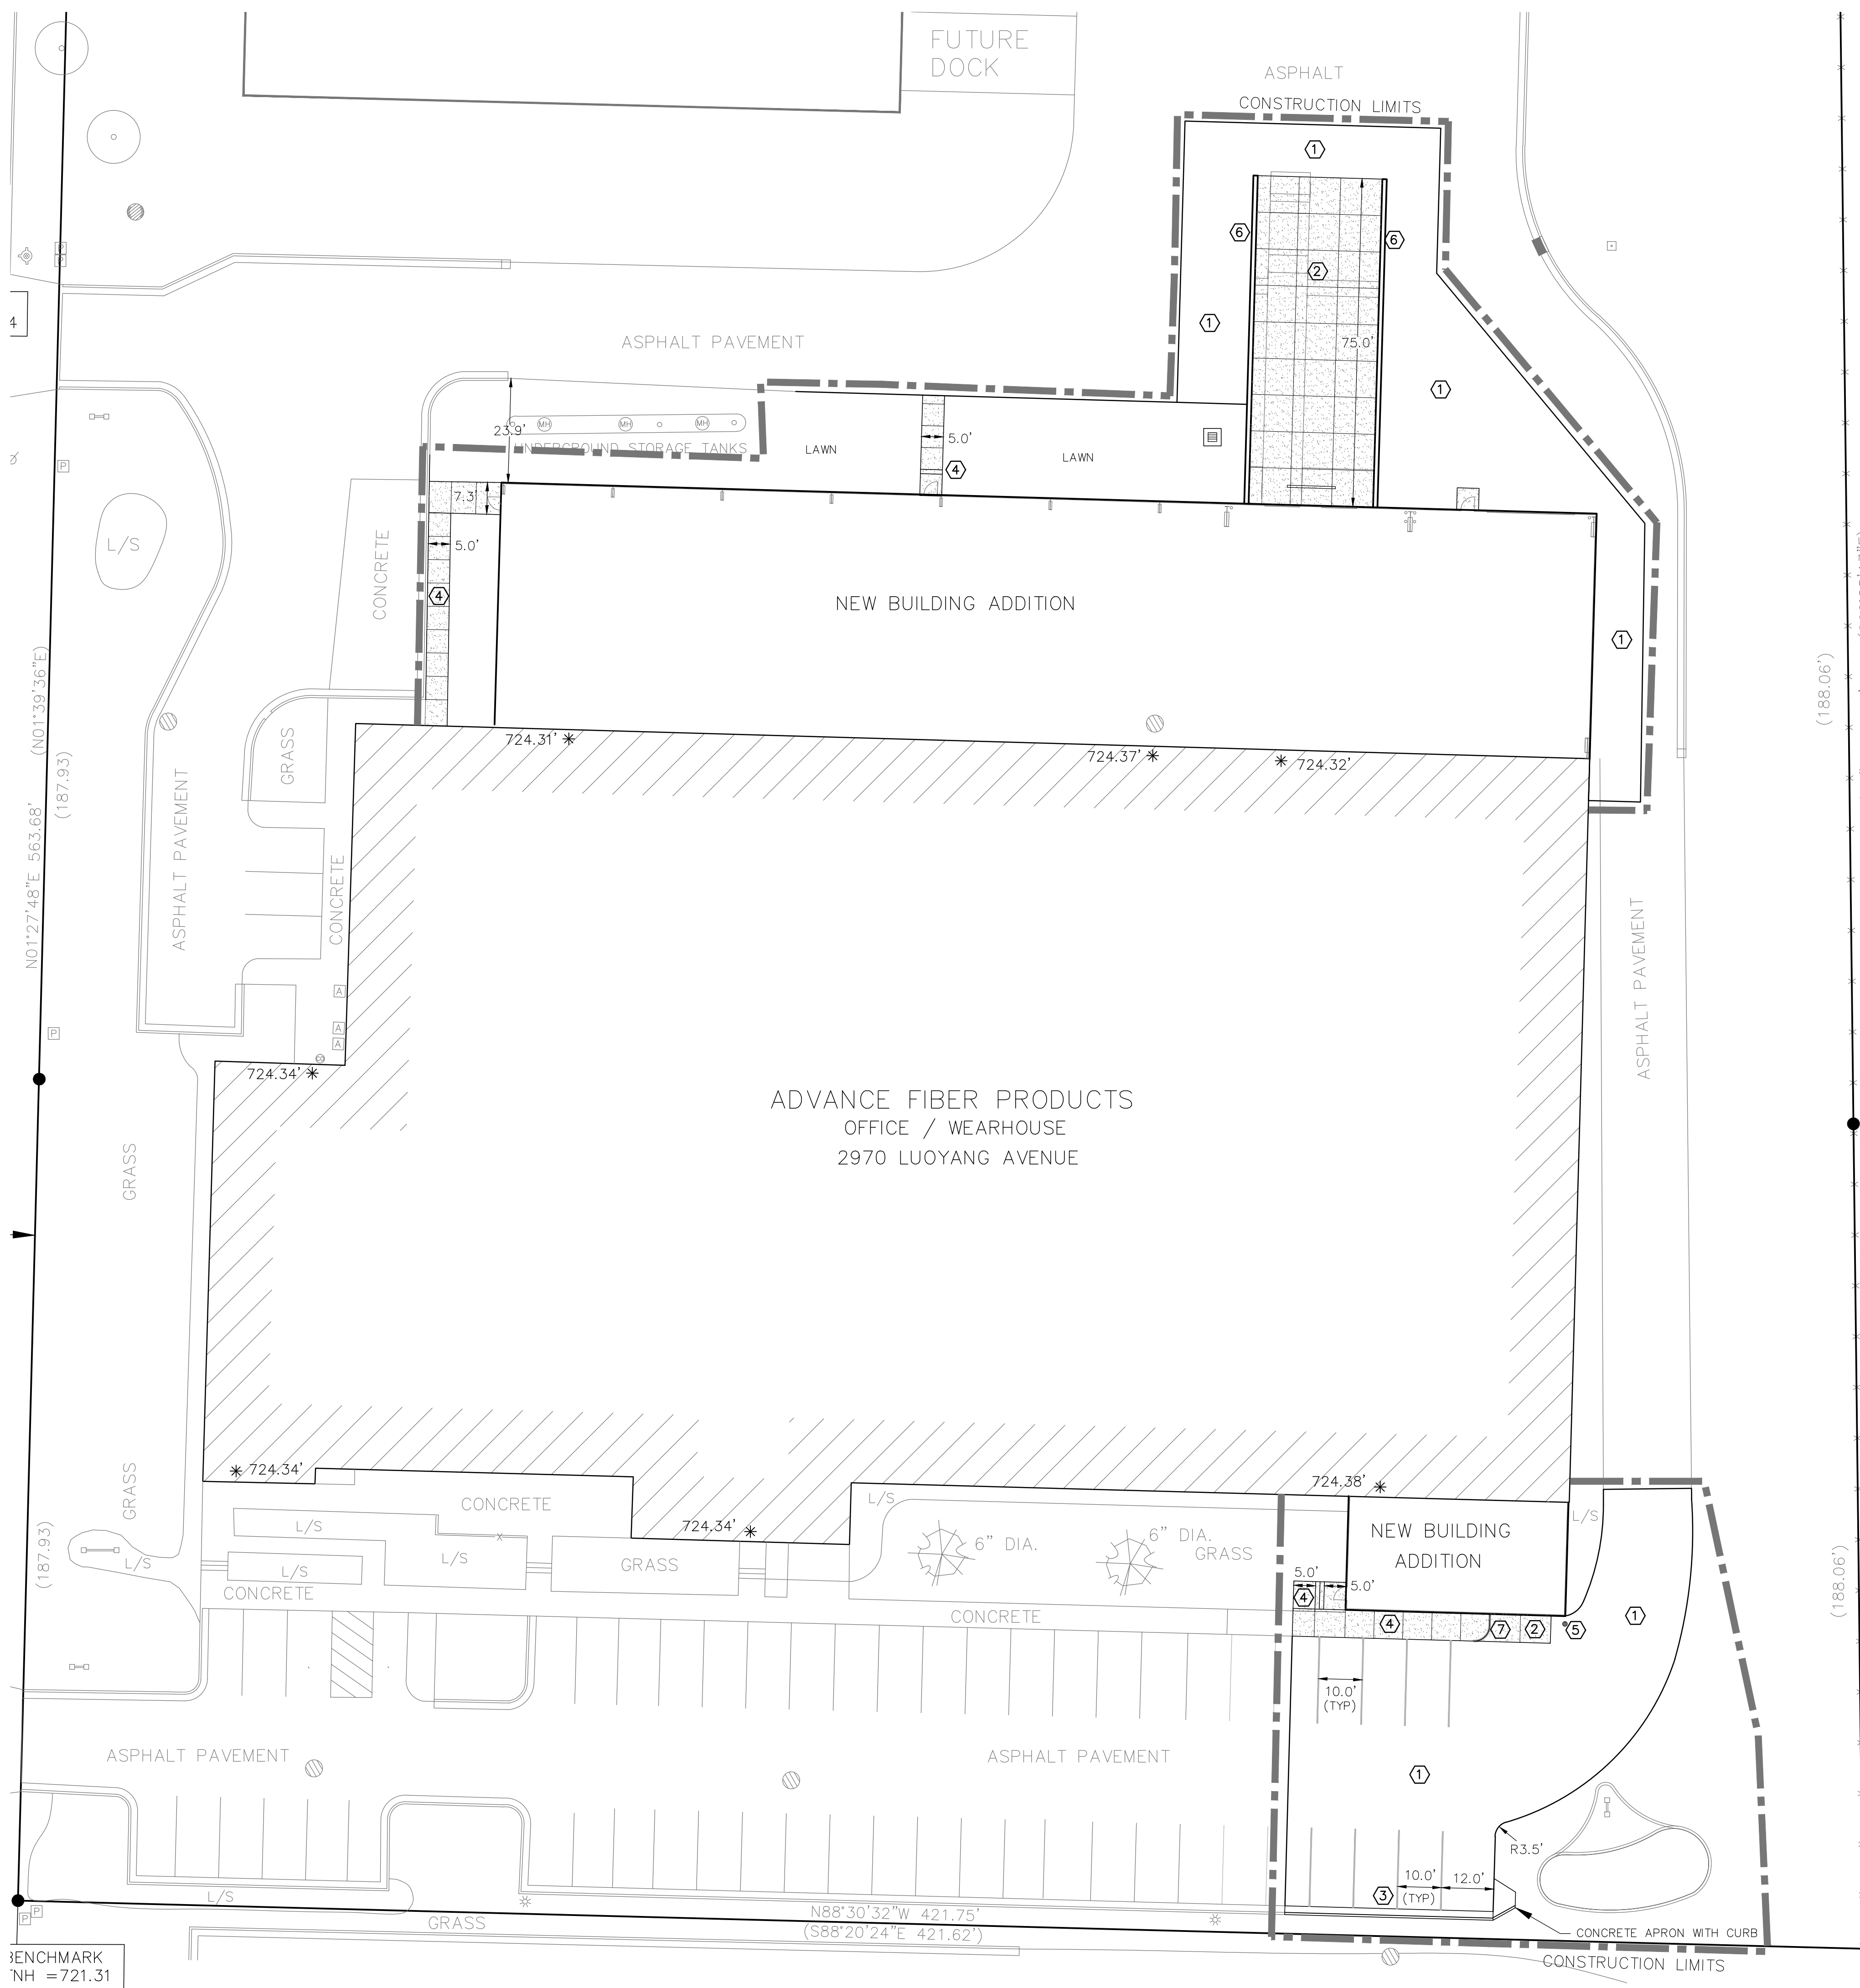 FUTURE
DOCK
ASPHALT
CONSTRUCTION LIMITS
1
6
6
2
4
1
75.0'
ASPHALT PAVEMENT
1
23.9'
MH
MH
MH
UNDERGROUND STORAGE TANKS
LAWN
5.0'
LAWN
4
P
P
P
7.3'
L/S
CONCRETE
5.0'
4
NEW BUILDING ADDITION
1
(N01°39'36"E)
N01°27'48"E 563.68'
(187.93)
(188.06')
GRASS
724.31'
724.37'
724.32'
ASPHALT PAVEMENT
CONCRETE
ASPHALT PAVEMENT
A
A
A
P
CO
724.34'
ADVANCE FIBER PRODUCTS
OFFICE / WEARHOUSE
2970 LUOYANG AVENUE
GRASS
GRASS
724.34'
724.38'
CONCRETE
L/S
L/S
724.34'
L/S
L/S
L/S
L/S
GRASS
6" DIA.
6" DIA.
GRASS
NEW BUILDING
ADDITION
L/S
(187.93)
(188.06')
CONCRETE
CONCRETE
5.0'
5.0'
4
4
7
2
5
1
10.0'
(TYP)
ASPHALT PAVEMENT
ASPHALT PAVEMENT
1
R3.5'
10.0'
(TYP)
12.0'
3
L/S
P
P
GRASS
N88°30'32"W 421.75'
(S88°20'24"E 421.62')
CONCRETE APRON WITH CURB
CONSTRUCTION LIMITS
BENCHMARK
TNH =721.31